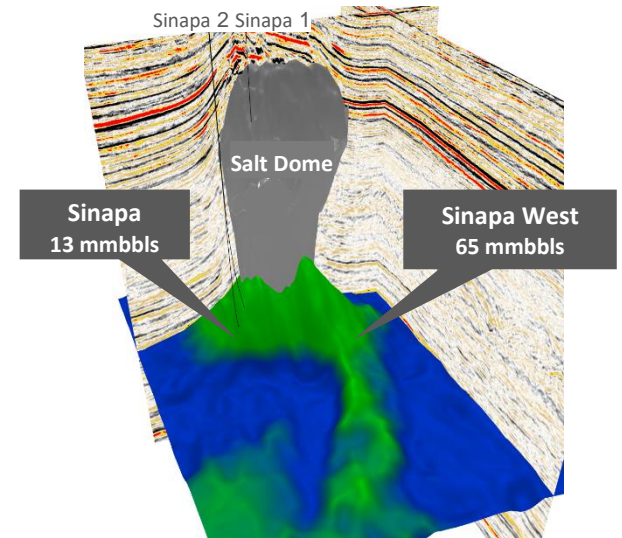 Sinapa 2 Sinapa 1
Salt Dome
Sinapa
13 mmbbls
Sinapa West
65 mmbbls